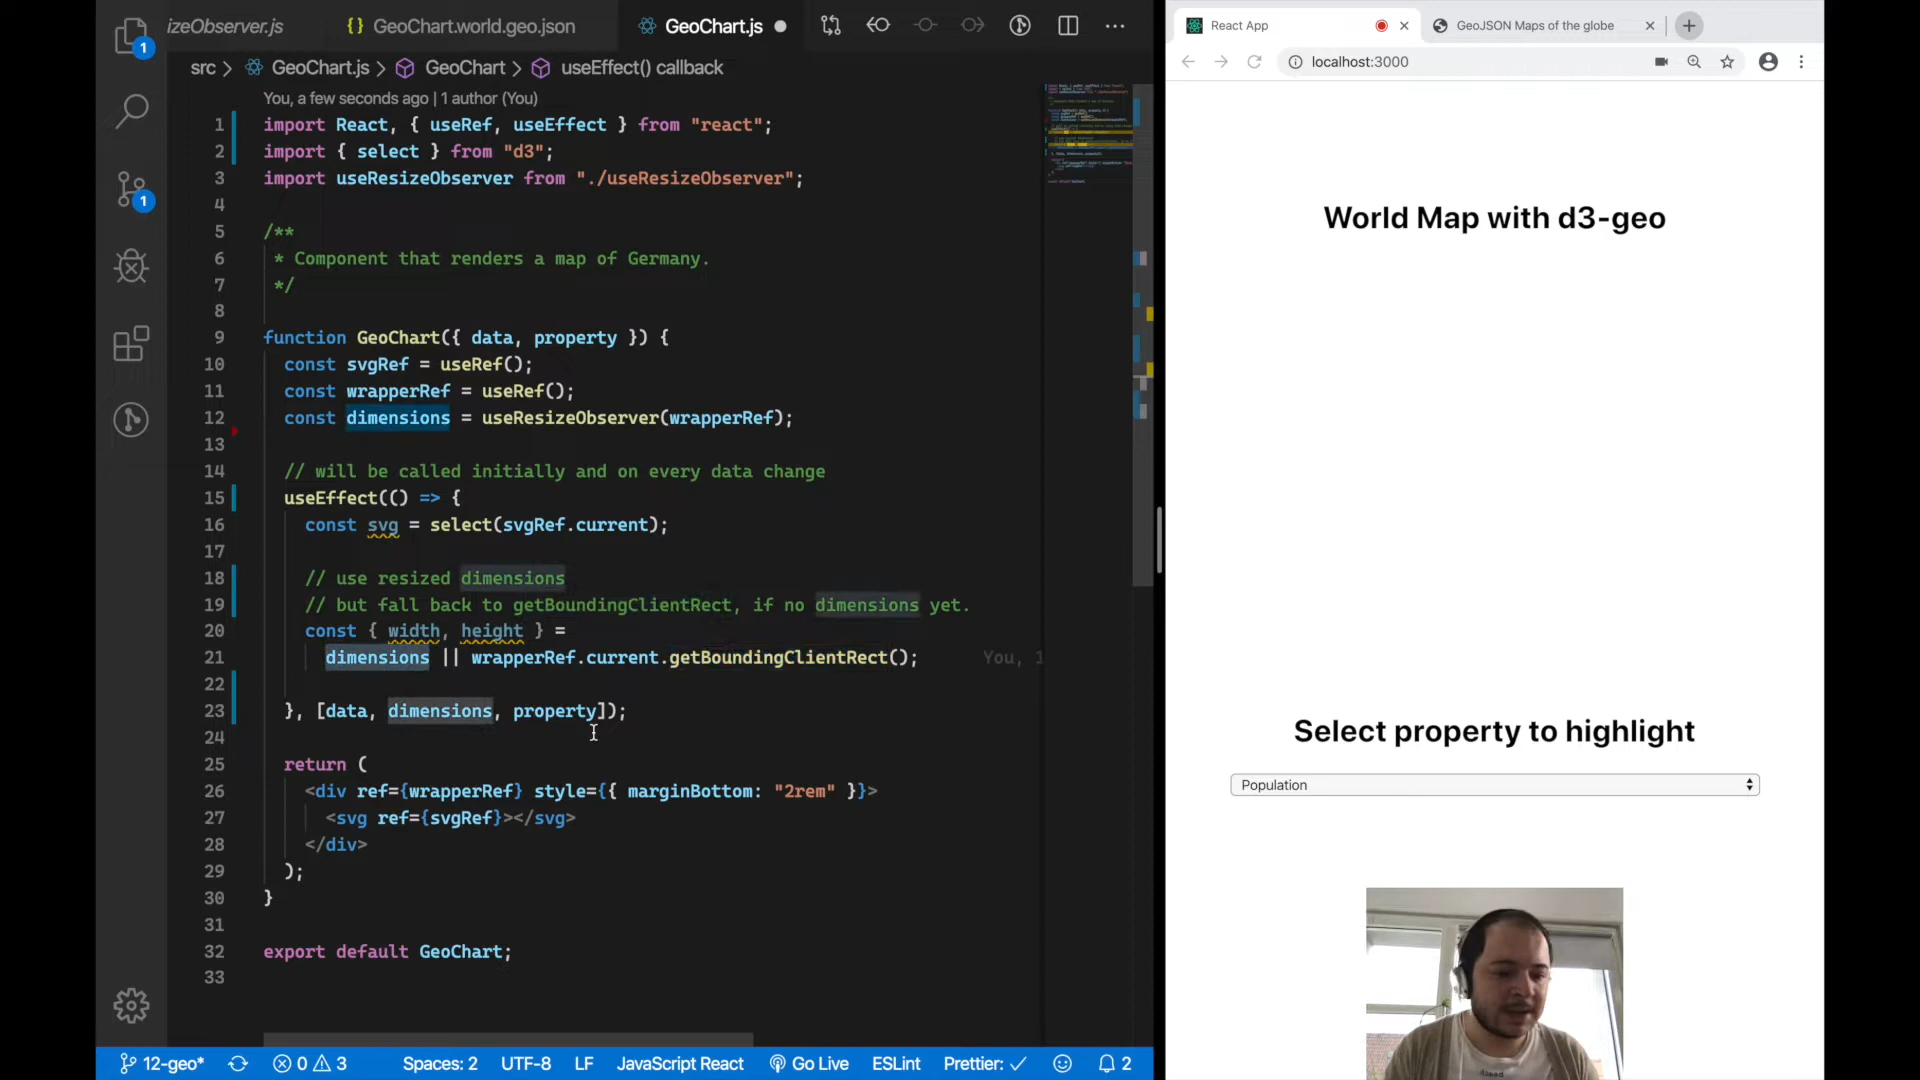 izeObserver.js
{} GeoChart.world.geo.json
GeoChart.js
React App
GeoJSON Maps of the globe
localhost:3000
src > GeoChart.js > GeoChart > useEffect() callback
You, a few seconds ago | 1 author (You)
1 import React, { useRef, useEffect } from "react";
2 import { select } from "d3";
3 import useResizeObserver from "./useResizeObserver";
4
5 /**
6 * Component that renders a map of Germany.
7 */
8
9 function GeoChart({ data, property }) {
10 const svgRef = useRef();
11 const wrapperRef = useRef();
12 const dimensions = useResizeObserver(wrapperRef);
13
14 // will be called initially and on every data change
15 useEffect(() => {
16 const svg = select(svgRef.current);
17
18 // use resized dimensions
19 // but fall back to getBoundingClientRect, if no dimensions yet.
20 const { width, height } =
21 dimensions || wrapperRef.current.getBoundingClientRect(); You, 1
22
23 }, [data, dimensions, property]);
24
25 return (
26 <div ref={wrapperRef} style={{ marginBottom: "2rem" }}>
27 <svg ref={svgRef}></svg>
28 </div>
29 );
30 }
31
32 export default GeoChart;
33
1
1
World Map with d3-geo
Select property to highlight
Population
12-geo*
0
3
Spaces: 2
UTF-8
LF
JavaScript React
Go Live
ESLint
Prettier: ✓
2